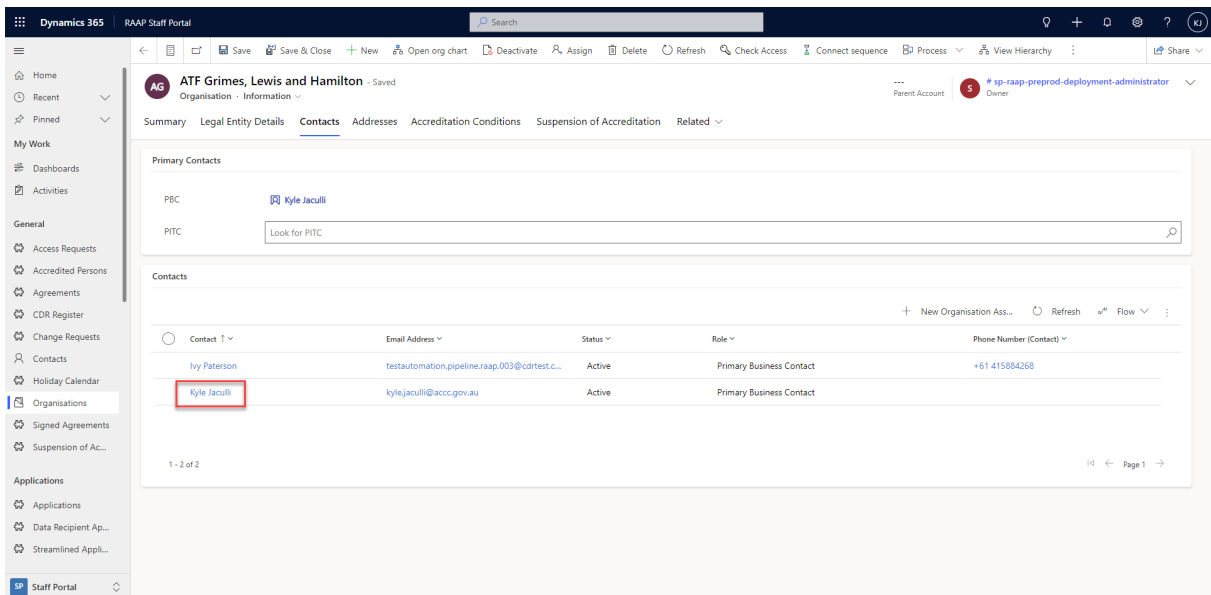 Dynamics 365 RAAP Staff Portal Search KJ
Save Save & Close New Open org chart Deactivate Assign Delete Refresh Check Access Connect sequence Process View Hierarchy Share
Home
Recent
Pinned
My Work
Dashboards
Activities
General
Access Requests
Accredited Persons
Agreements
CDR Register
Change Requests
Contacts
Holiday Calendar
Organisations
Signed Agreements
Suspension of Ac...
Applications
Applications
Data Recipient Ap...
Streamlined Appli...
SP Staff Portal
AG ATF Grimes, Lewis and Hamilton - Saved
Organisation · Information
---
Parent Account
S # sp-raap-preprod-deployment-administrator
Owner
Summary Legal Entity Details Contacts Addresses Accreditation Conditions Suspension of Accreditation Related
Primary Contacts
PBC Kyle Jaculli
PITC Look for PITC
Contacts
New Organisation Ass... Refresh Flow
Contact ↑ Email Address Status Role Phone Number (Contact)
Ivy Paterson testautomation.pipeline.raap.003@cdrtest.c... Active Primary Business Contact +61 415884268
Kyle Jaculli kyle.jaculli@accc.gov.au Active Primary Business Contact
1 - 2 of 2 Page 1